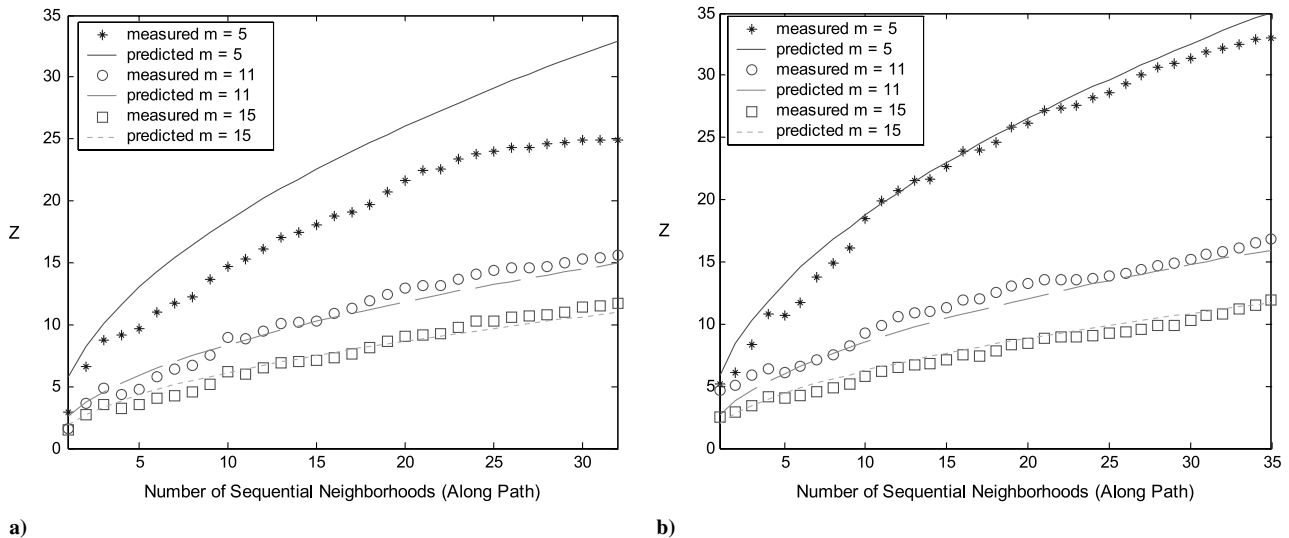 measured m = 5
predicted m = 5
measured m = 11
predicted m = 11
measured m = 15
predicted m = 15
35
30
25
20
15
10
5
0
Z
5 10 15 20 25 30
Number of Sequential Neighborhoods (Along Path)
a)
measured m = 5
predicted m = 5
measured m = 11
predicted m = 11
measured m = 15
predicted m = 15
35
30
25
20
15
10
5
0
Z
5 10 15 20 25 30 35
Number of Sequential Neighborhoods (Along Path)
b)